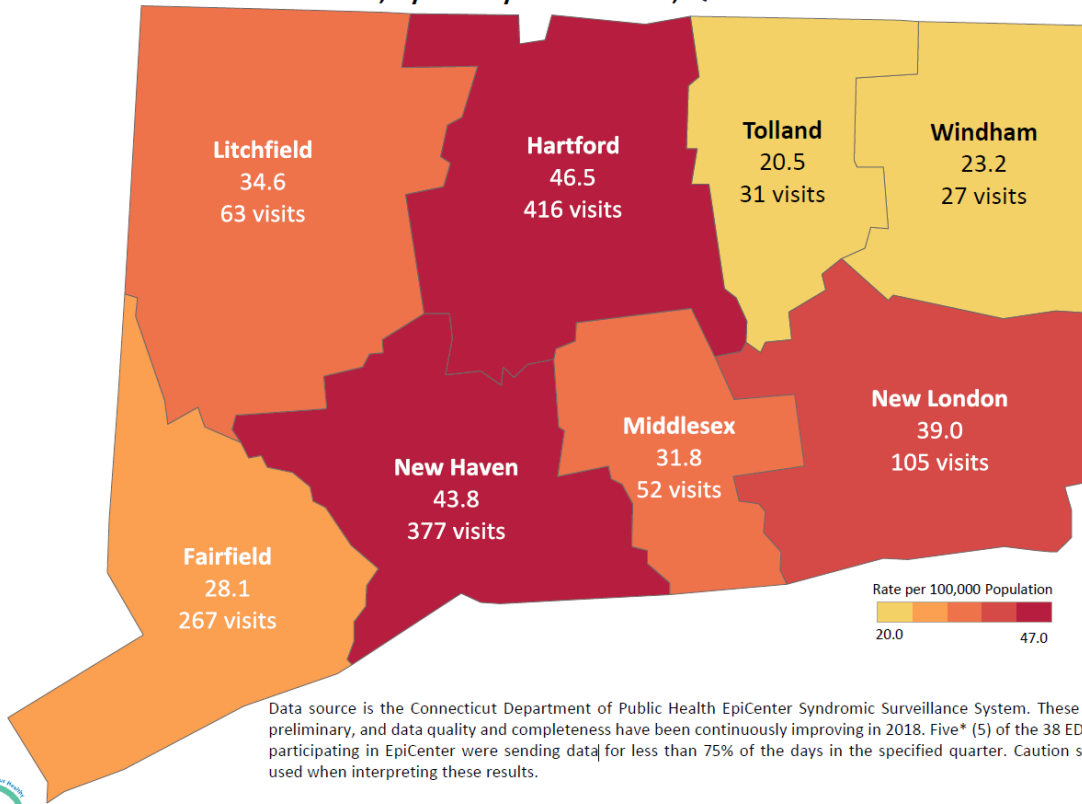 Litchfield
34.6
63 visits
Hartford
46.5
416 visits
Tolland
20.5
31 visits
Windham
23.2
27 visits
New London
39.0
105 visits
Middlesex
31.8
52 visits
New Haven
43.8
377 visits
Fairfield
28.1
267 visits
Rate per 100,000 Population
20.0
47.0
Data source is the Connecticut Department of Public Health EpiCenter Syndromic Surveillance System. These
preliminary, and data quality and completeness have been continuously improving in 2018. Five* (5) of the 38 ED
participating in EpiCenter were sending data for less than 75% of the days in the specified quarter. Caution s
used when interpreting these results.
Healthy